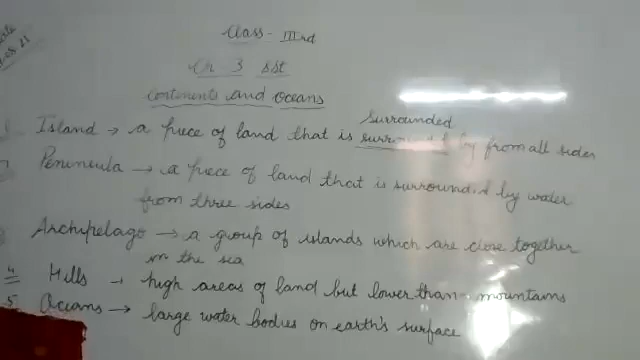 Class - IIIrd
Ch 3 SST
Continents and Oceans
Surrounded
Island → a piece of land that is surrounded by from all sides
Penincula → a piece of land that is surrounded by water
from three sides
Archipelago → a group of islands which are close together
in the sea
4 Hills → high areas of land but lower than mountains
5 Oceans → large water bodies on earth's surface